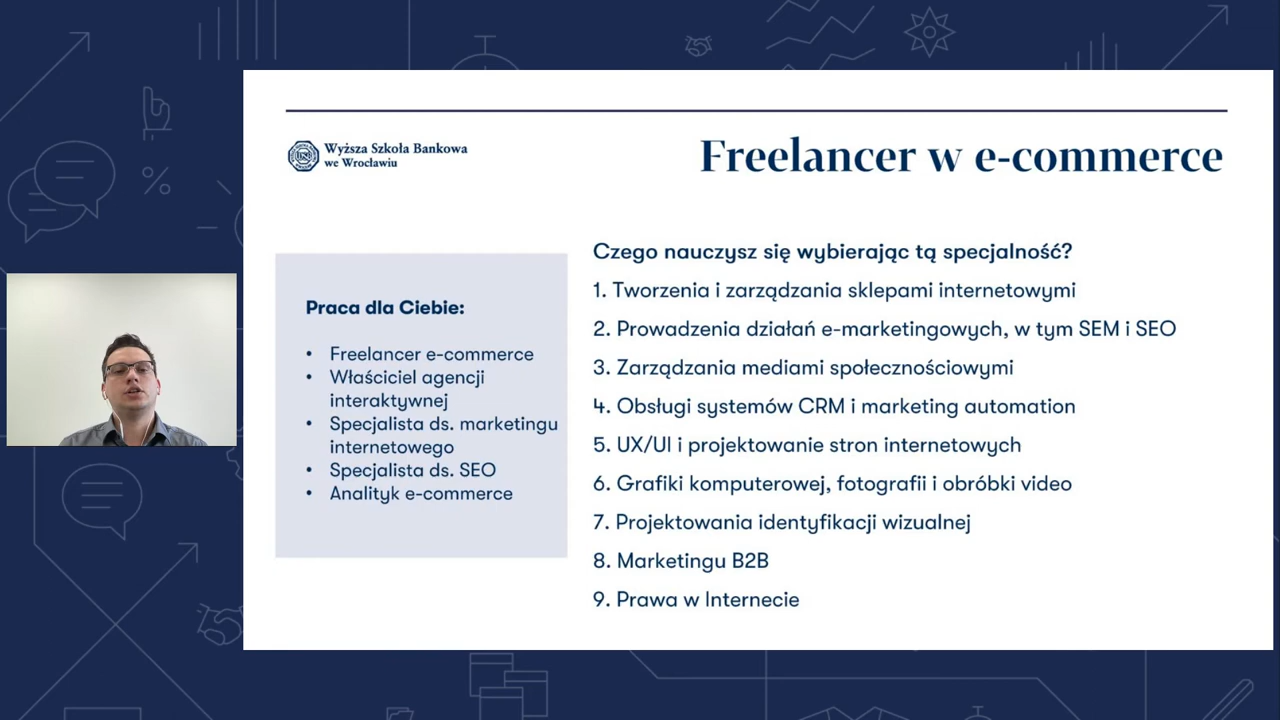 Wyższa Szkoła Bankowa
we Wrocławiu
Freelancer w e-commerce
Praca dla Ciebie:
• Freelancer e-commerce
• Właściciel agencji
interaktywnej
• Specjalista ds. marketingu
internetowego
• Specjalista ds. SEO
• Analityk e-commerce
Czego nauczysz się wybierając tą specjalność?
1. Tworzenia i zarządzania sklepami internetowymi
2. Prowadzenia działań e-marketingowych, w tym SEM i SEO
3. Zarządzania mediami społecznościowymi
4. Obsługi systemów CRM i marketing automation
5. UX/UI i projektowanie stron internetowych
6. Grafiki komputerowej, fotografii i obróbki video
7. Projektowania identyfikacji wizualnej
8. Marketingu B2B
9. Prawa w Internecie
%